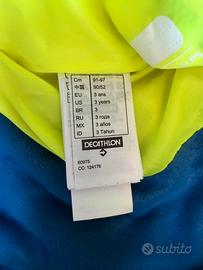 Cm 91-97
中国 90/52
EU 3 ans
US 3 years
BR 3
RU 3 года
MX 3 años
ID 3 Tahun
DECATHLON
60975
CC: 124176
subito